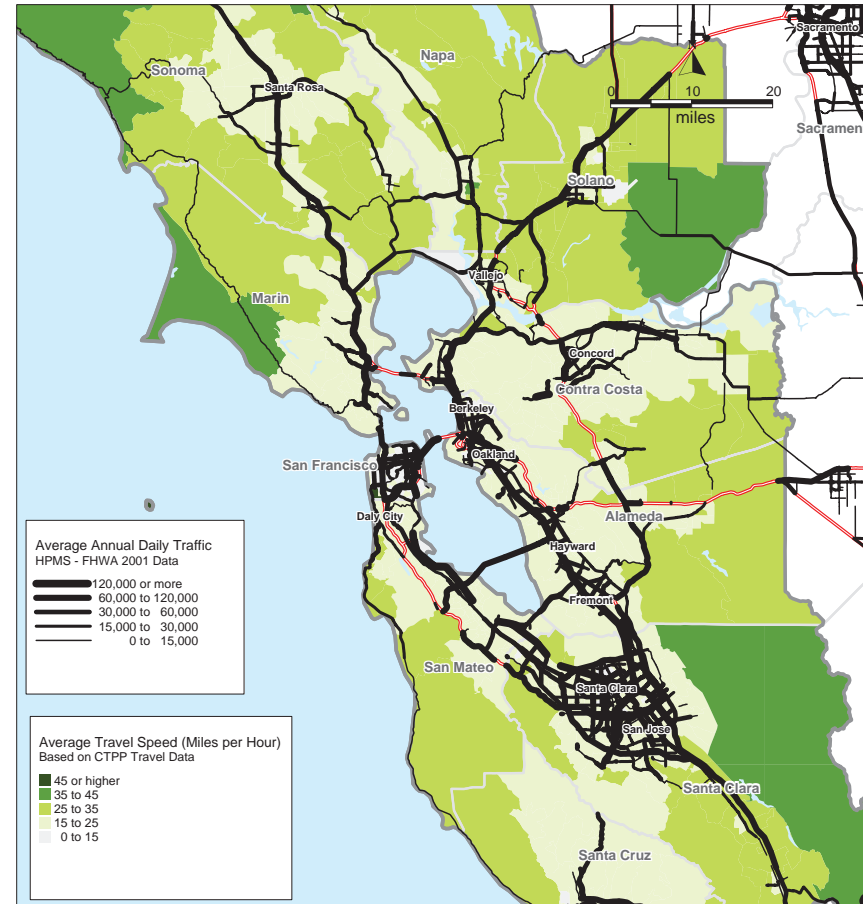 Sacramento
Napa
Sonoma
Santa Rosa
0 10 20
miles
Sacramen
Solano
Vallejo
Marin
Concord
Contra Costa
Berkeley
Oakland
San Francisco
Daly City
Alameda
Hayward
Fremont
San Mateo
Santa Clara
San Jose
Santa Clara
Santa Cruz
Average Annual Daily Traffic
HPMS - FHWA 2001 Data
120,000 or more
60,000 to 120,000
30,000 to 60,000
15,000 to 30,000
0 to 15,000
Average Travel Speed (Miles per Hour)
Based on CTPP Travel Data
45 or higher
35 to 45
25 to 35
15 to 25
0 to 15